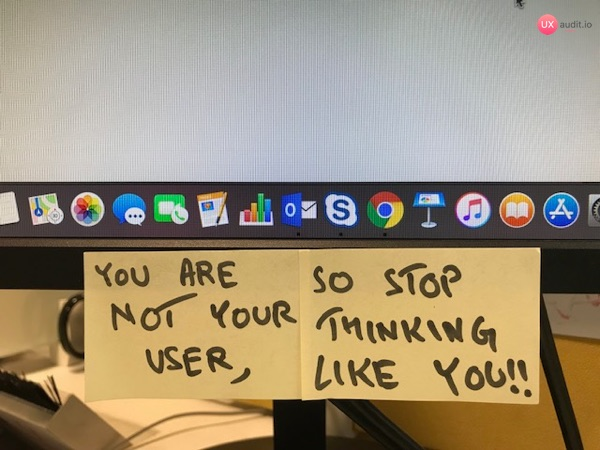 UX audit.io
YOU ARE
NOT YOUR
USER,
SO STOP
THINKING
LIKE YOU!!